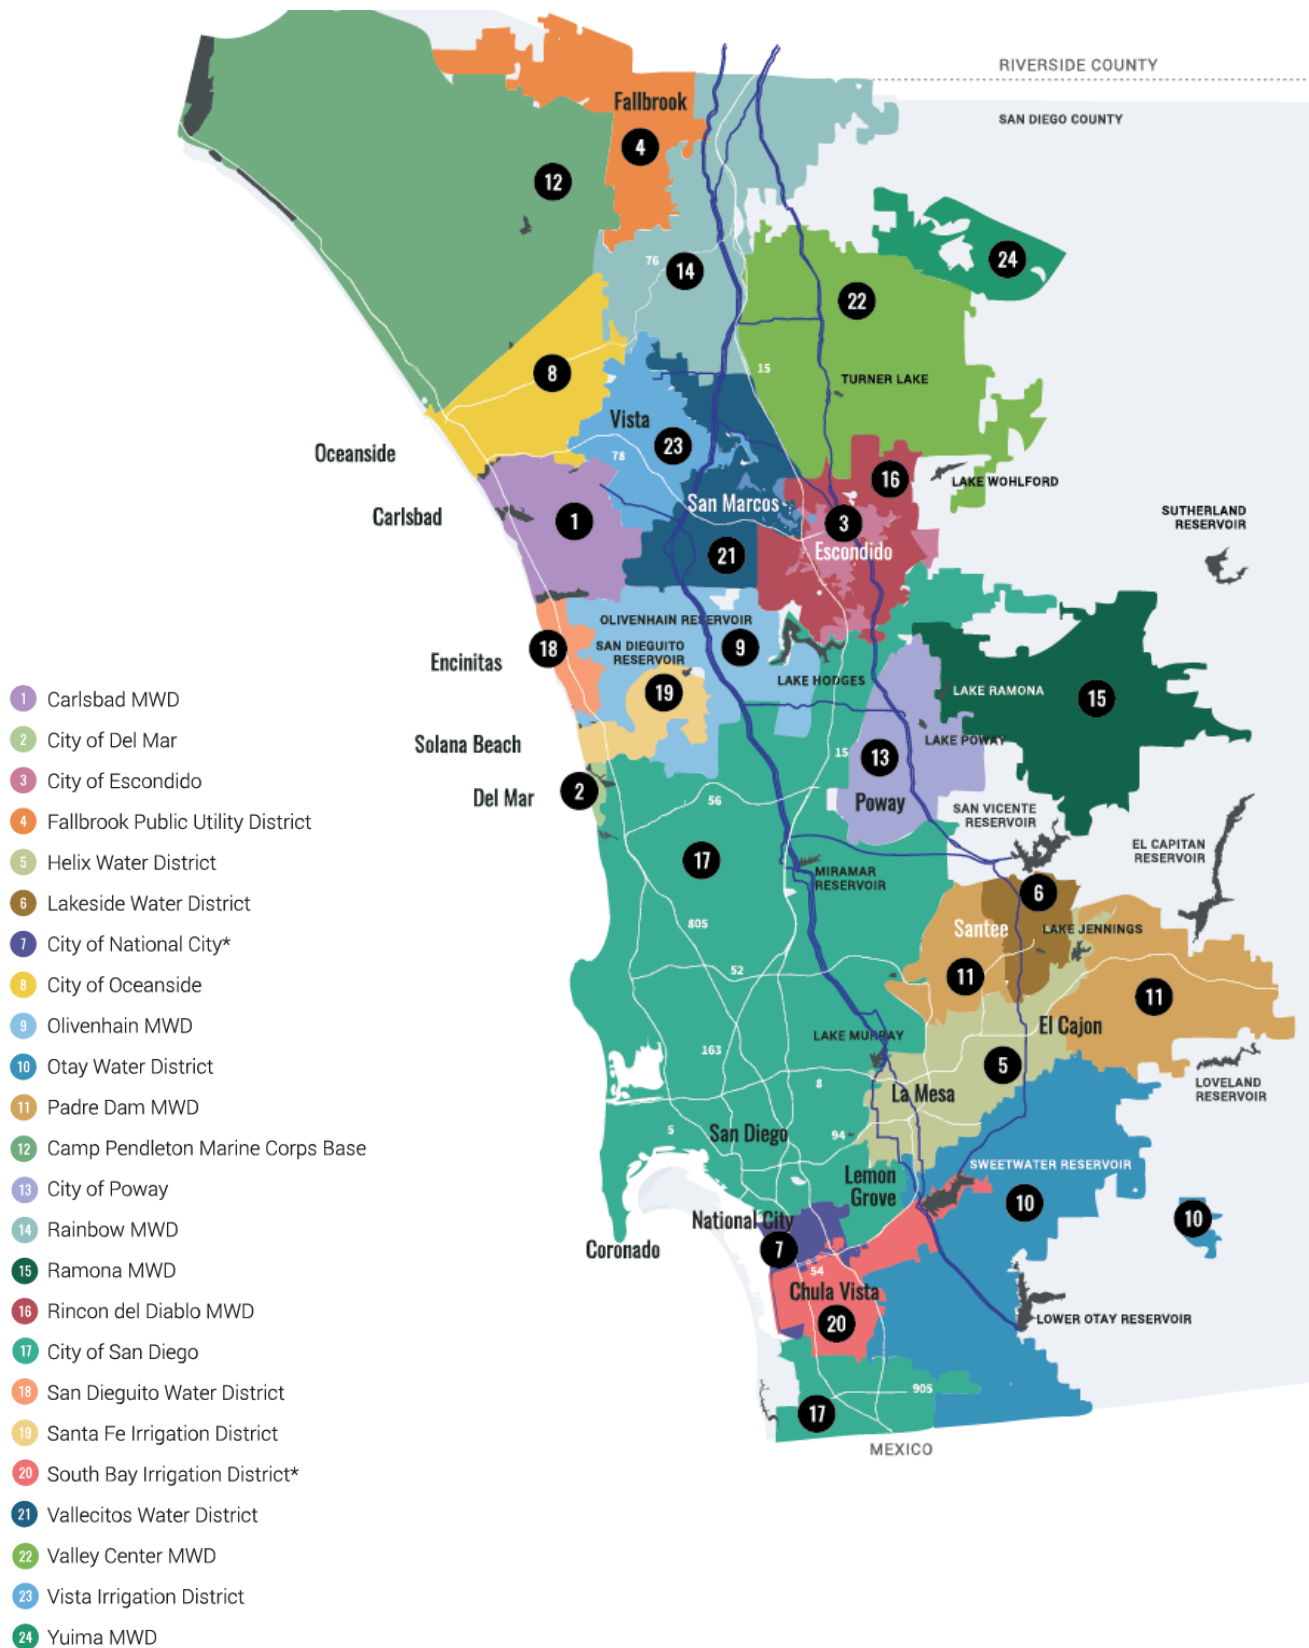 RIVERSIDE COUNTY
SAN DIEGO COUNTY
Fallbrook
4
12
24
76
14
22
15
8
TURNER LAKE
Vista
23
Oceanside
78
16
LAKE WOHLFORD
San Marcos
Carlsbad
1
3
SUTHERLAND
RESERVOIR
21
Escondido
OLIVENHAIN RESERVOIR
18
SAN DIEGUITO
RESERVOIR
9
Encinitas
19
LAKE HODGES
LAKE RAMONA
15
Solana Beach
15
13
LAKE POWAY
Del Mar
2
56
Poway
SAN VICENTE
RESERVOIR
EL CAPITAN
RESERVOIR
17
MIRAMAR
RESERVOIR
6
805
Santee
LAKE JENNINGS
52
11
11
El Cajon
LAKE MURRAY
163
5
8
La Mesa
LOVELAND
RESERVOIR
5
San Diego
94
Lemon
Grove
SWEETWATER RESERVOIR
10
10
National City
7
Coronado
54
Chula Vista
20
LOWER OTAY RESERVOIR
905
17
MEXICO
1 Carlsbad MWD
2 City of Del Mar
3 City of Escondido
4 Fallbrook Public Utility District
5 Helix Water District
6 Lakeside Water District
7 City of National City*
8 City of Oceanside
9 Olivenhain MWD
10 Otay Water District
11 Padre Dam MWD
12 Camp Pendleton Marine Corps Base
13 City of Poway
14 Rainbow MWD
15 Ramona MWD
16 Rincon del Diablo MWD
17 City of San Diego
18 San Dieguito Water District
19 Santa Fe Irrigation District
20 South Bay Irrigation District*
21 Vallecitos Water District
22 Valley Center MWD
23 Vista Irrigation District
24 Yuima MWD